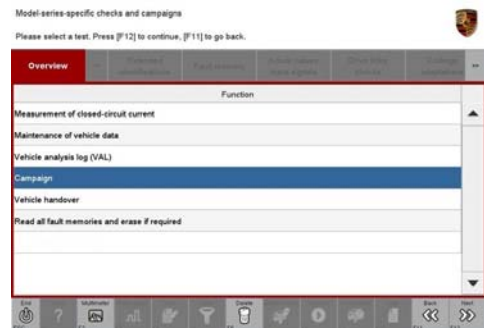 Model-series-specific checks and campaigns
Please select a test. Press [F12] to continue, [F11] to go back.
Overview
Function
Measurement of closed-circuit current
Maintenance of vehicle data
Vehicle analysis log (VAL)
Campaign
Vehicle handover
Read all fault memories and erase if required
End
Multimeter
Delete
Back
Next